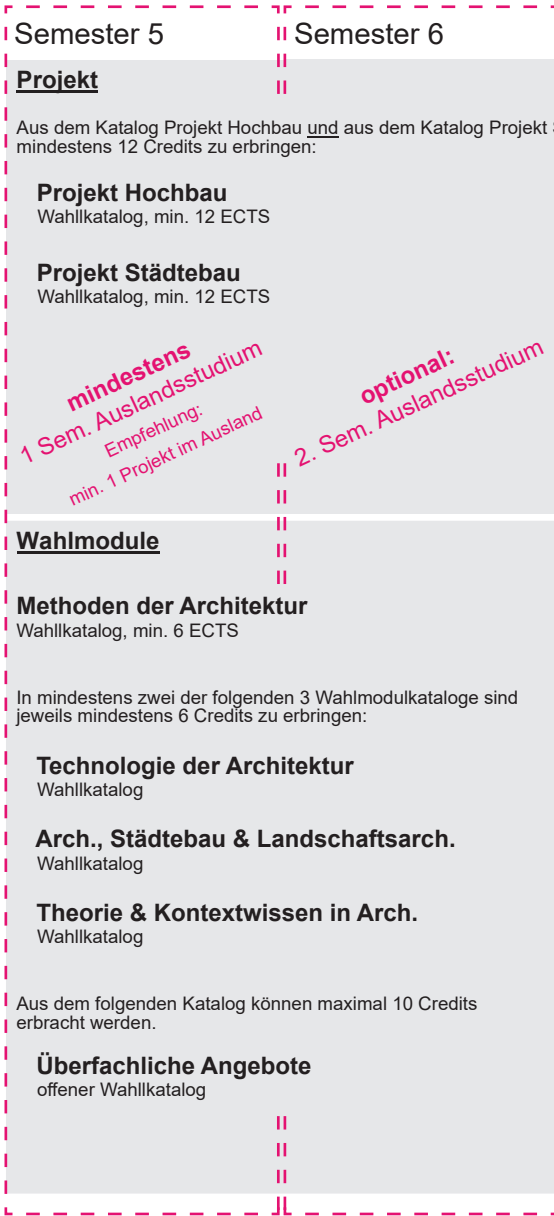 Semester 5
Semester 6
Projekt
Aus dem Katalog Projekt Hochbau und aus dem Katalog Projekt
mindestens 12 Credits zu erbringen:
Projekt Hochbau
Wahllkatalog, min. 12 ECTS
Projekt Städtebau
Wahllkatalog, min. 12 ECTS
mindestens
1 Sem. Auslandsstudium
Empfehlung:
min. 1 Projekt im Ausland
optional:
2. Sem. Auslandsstudium
Wahlmodule
Methoden der Architektur
Wahllkatalog, min. 6 ECTS
In mindestens zwei der folgenden 3 Wahlmodulkataloge sind
jeweils mindestens 6 Credits zu erbringen:
Technologie der Architektur
Wahllkatalog
Arch., Städtebau & Landschaftsarch.
Wahllkatalog
Theorie & Kontextwissen in Arch.
Wahllkatalog
Aus dem folgenden Katalog können maximal 10 Credits
erbracht werden.
Überfachliche Angebote
offener Wahllkatalog